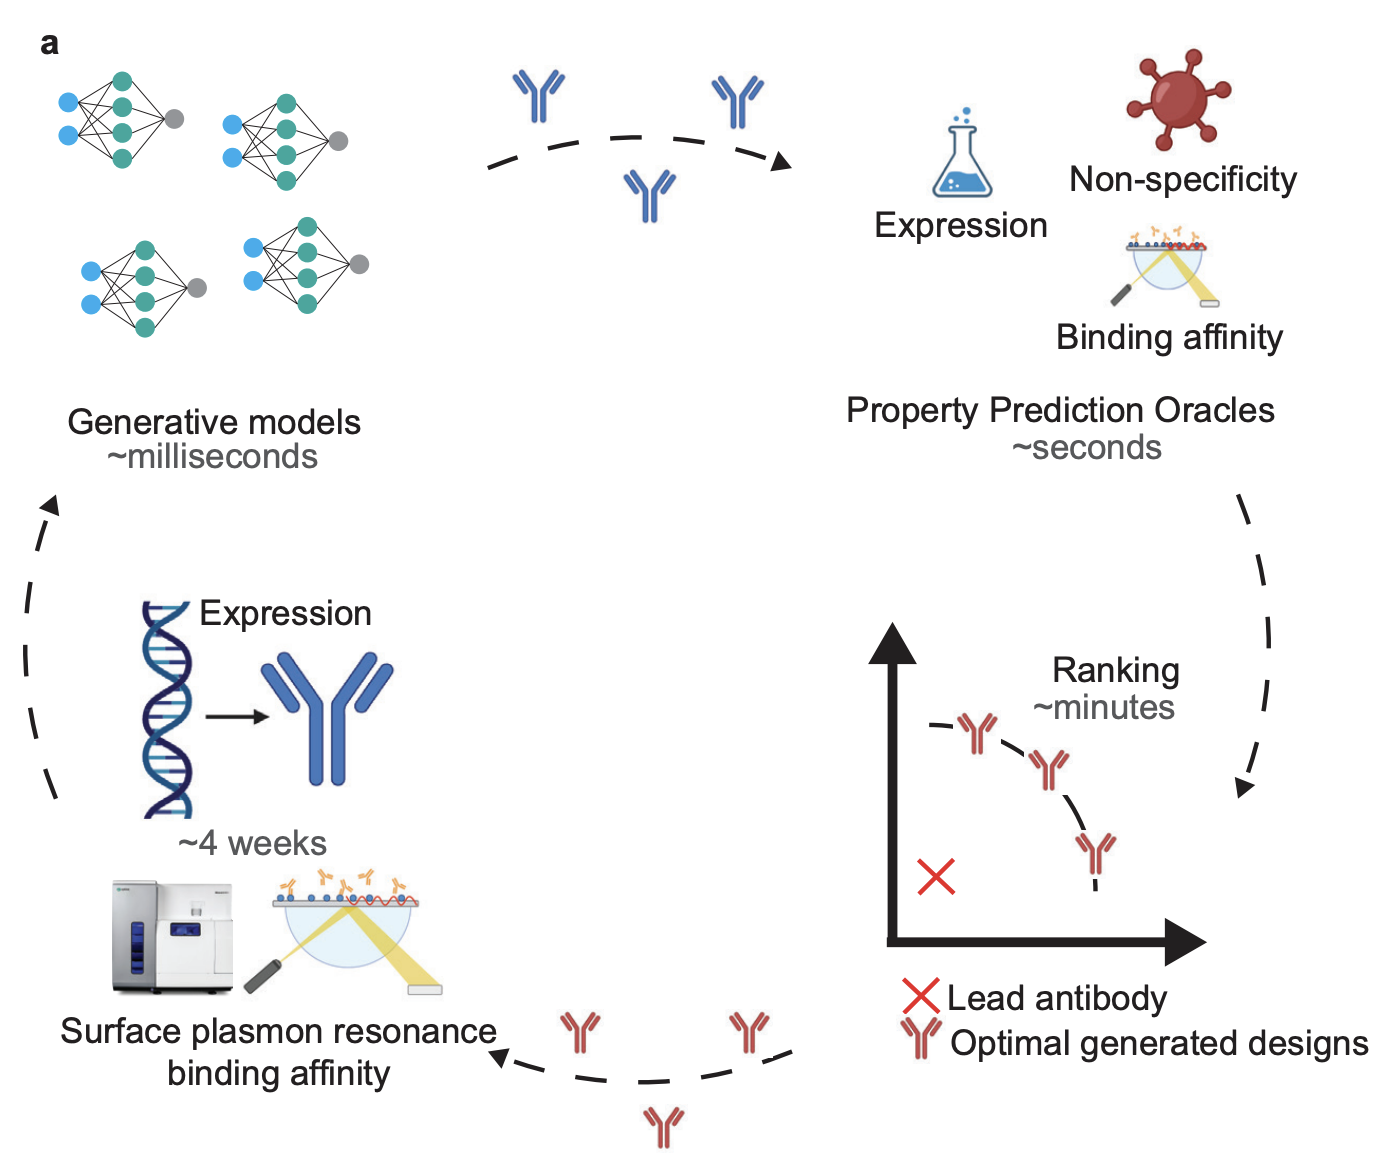 a
Expression
Non-specificity
Binding affinity
Generative models
~milliseconds
Property Prediction Oracles
~seconds
Expression
~4 weeks
Surface plasmon resonance
binding affinity
Ranking
~minutes
Lead antibody
Optimal generated designs